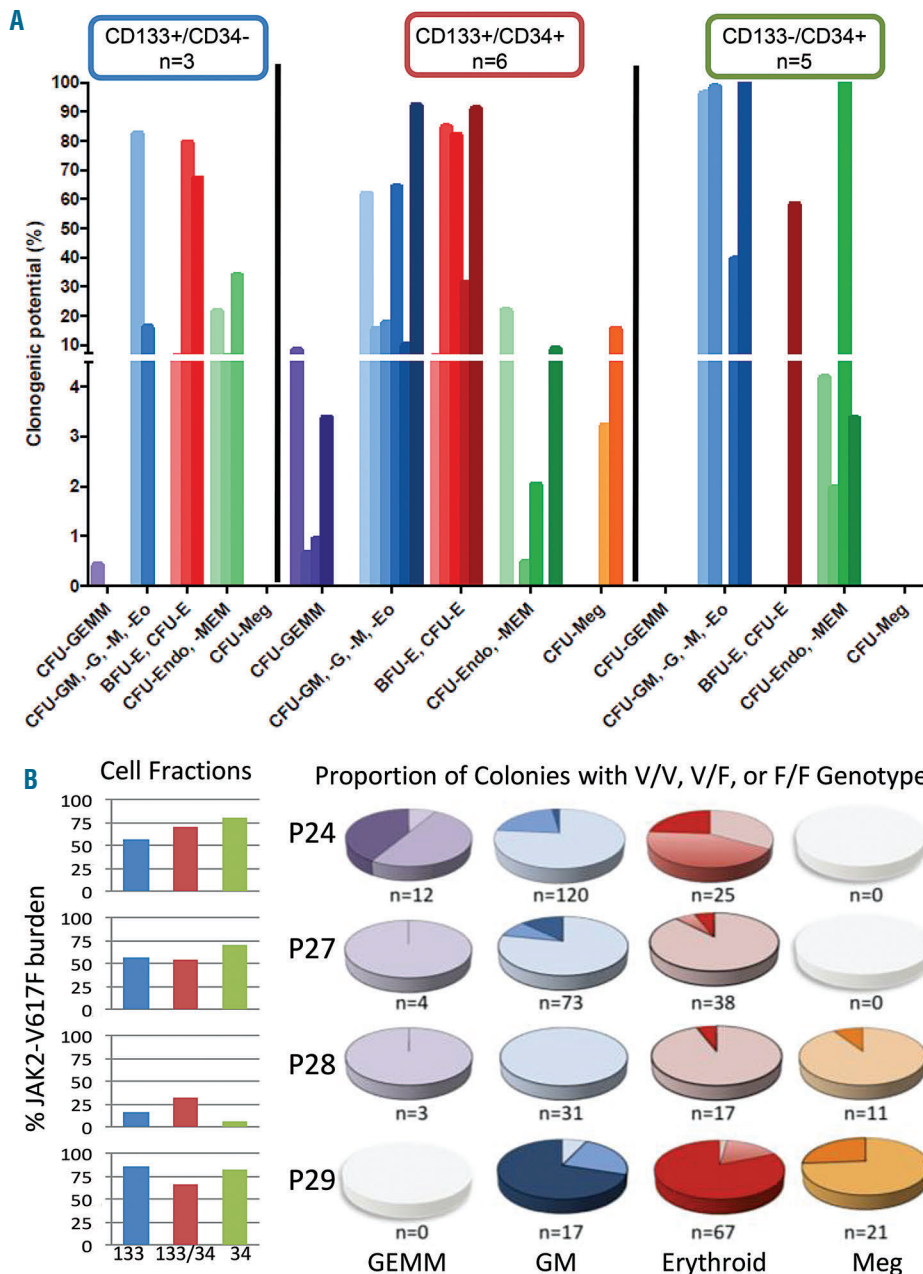 A
CD133+/CD34-
n=3
CD133+/CD34+
n=6
CD133-/CD34+
n=5
Clonogenic potential (%)
100
90
80
70
60
50
40
30
20
10
4
3
2
1
0
CFU-GEMM
CFU-GM, -G, -M, -Eo
BFU-E, CFU-E
CFU-Endo, -MEM
CFU-Meg
CFU-GEMM
CFU-GM, -G, -M, -Eo
BFU-E, CFU-E
CFU-Endo, -MEM
CFU-Meg
CFU-GEMM
CFU-GM, -G, -M, -Eo
BFU-E, CFU-E
CFU-Endo, -MEM
CFU-Meg
B
Cell Fractions
Proportion of Colonies with V/V, V/F, or F/F Genotype
% JAK2-V617F burden
100
75
50
25
0
P24
n=12
n=120
n=25
n=0
100
75
50
25
0
P27
n=4
n=73
n=38
n=0
100
75
50
25
0
P28
n=3
n=31
n=17
n=11
100
75
50
25
0
P29
n=0
n=17
n=67
n=21
133 133/34 34
GEMM GM Erythroid Meg